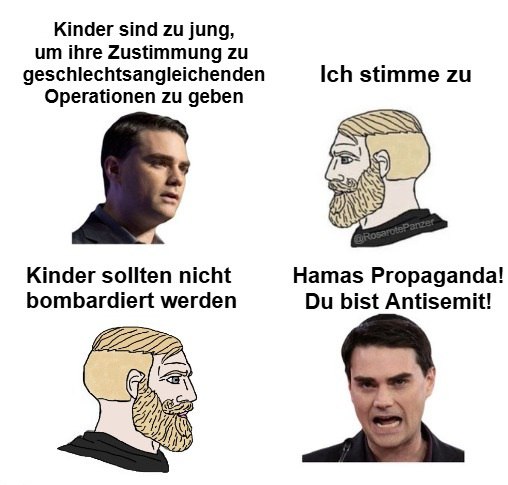 Kinder sind zu jung,
um ihre Zustimmung zu
geschlechtsangleichenden
Operationen zu geben
Ich stimme zu
@RosarotePanzer
Kinder sollten nicht
bombardiert werden
Hamas Propaganda!
Du bist Antisemit!